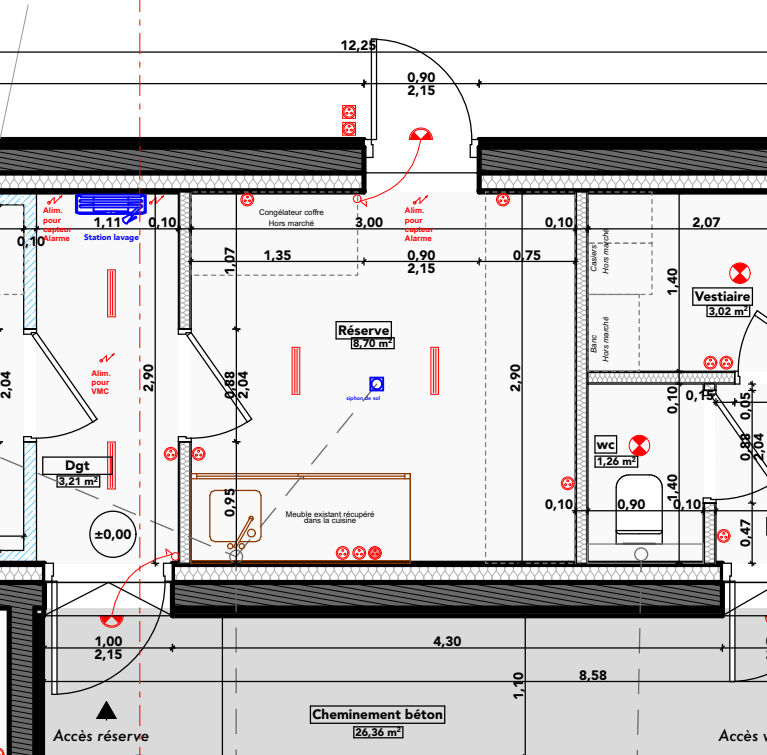 12,25
0,90
2,15
Alim.
pour
capteur
Alarme
1,11
0,10
Station lavage
0,10
Congélateur coffre
Hors marché
3,00
Alim.
pour
capteur
Alarme
0,10
2,07
1,07
1,35
0,90
2,15
0,75
Casiers
Hors marché
1,40
Vestiaire
3,02 m²
Réserve
8,70 m²
Banc
Hors marché
Alim.
pour
VMC
2,04
2,90
0,88
2,04
siphon de sol
2,90
0,10
0,15
0,05
0,88
2,04
wc
1,26 m²
Dgt
3,21 m²
±0,00
0,95
Meuble existant récupéré
dans la cuisine
0,10
0,90
1,40
0,10
0,47
1,00
2,15
4,30
8,58
1,10
Cheminement béton
26,36 m²
Accès réserve
Accès